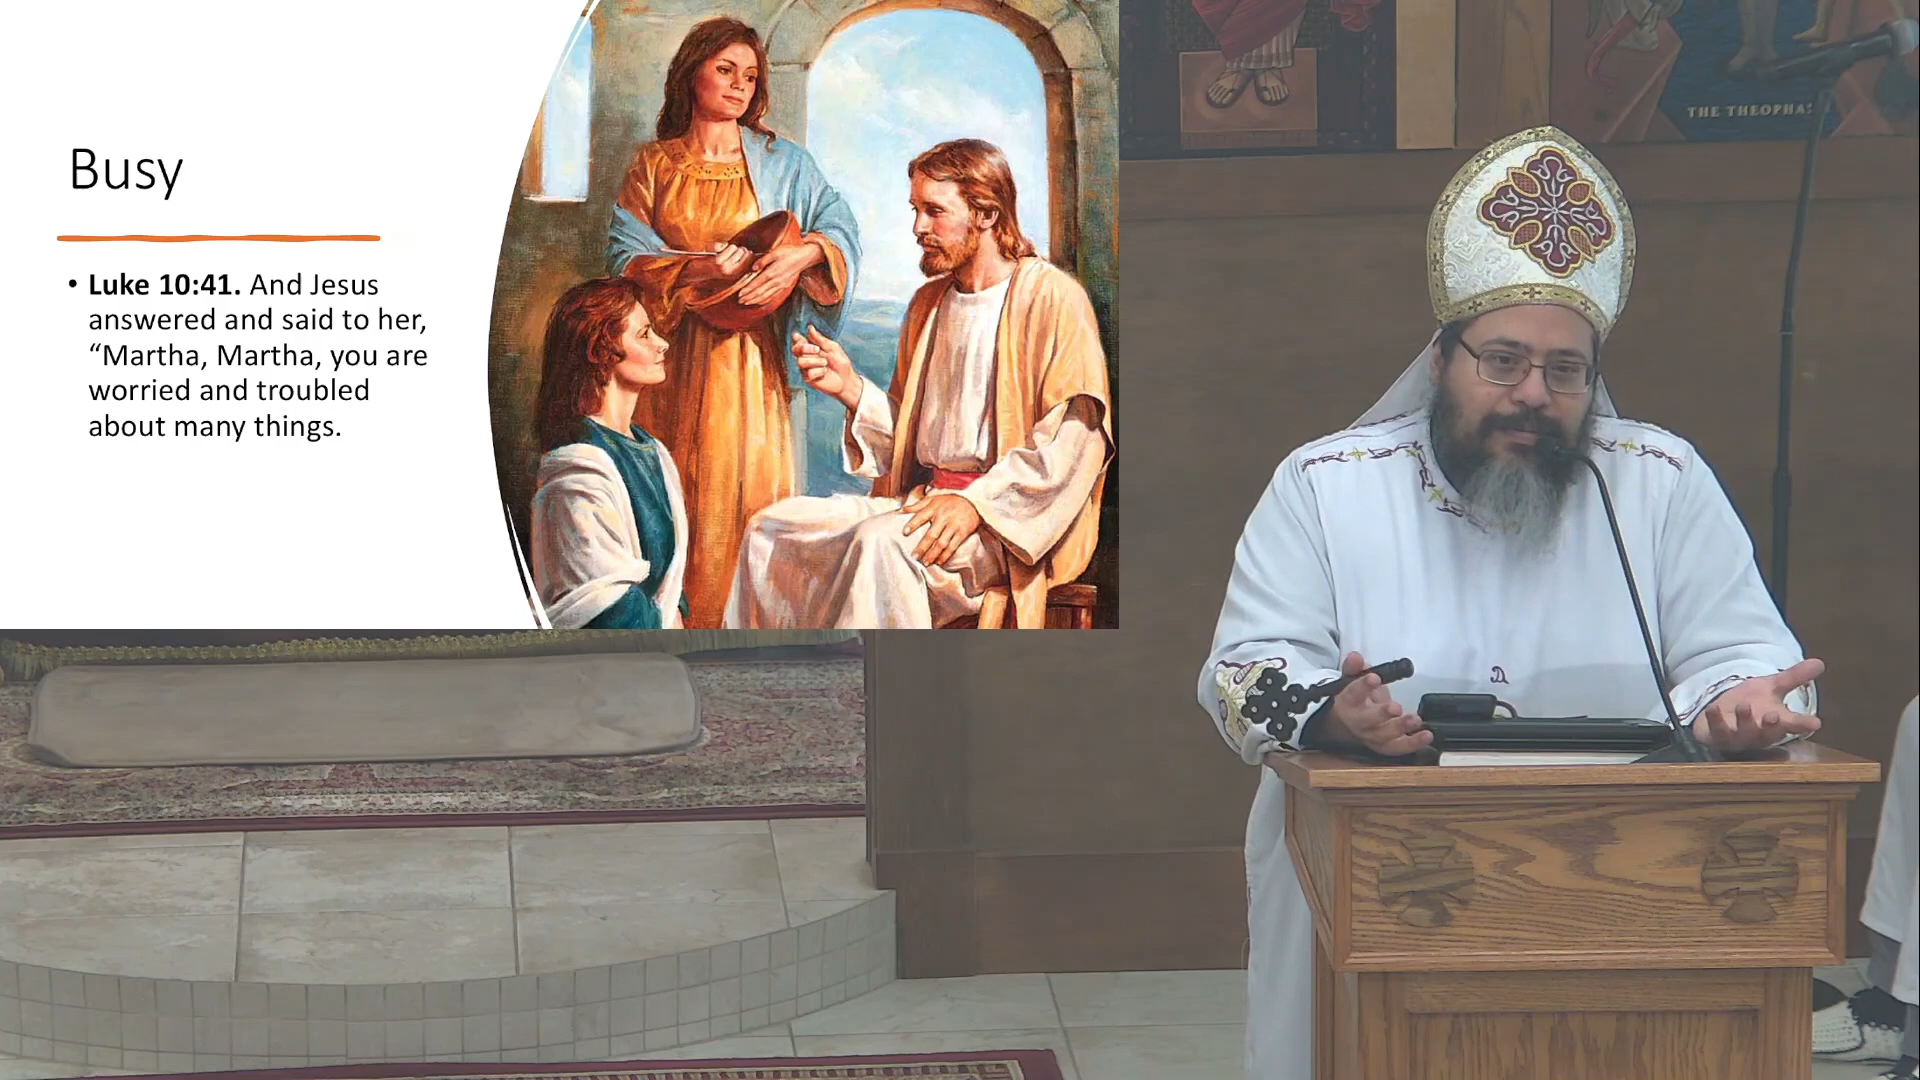 Busy
• Luke 10:41. And Jesus
answered and said to her,
“Martha, Martha, you are
worried and troubled
about many things.
THE THEOPHA